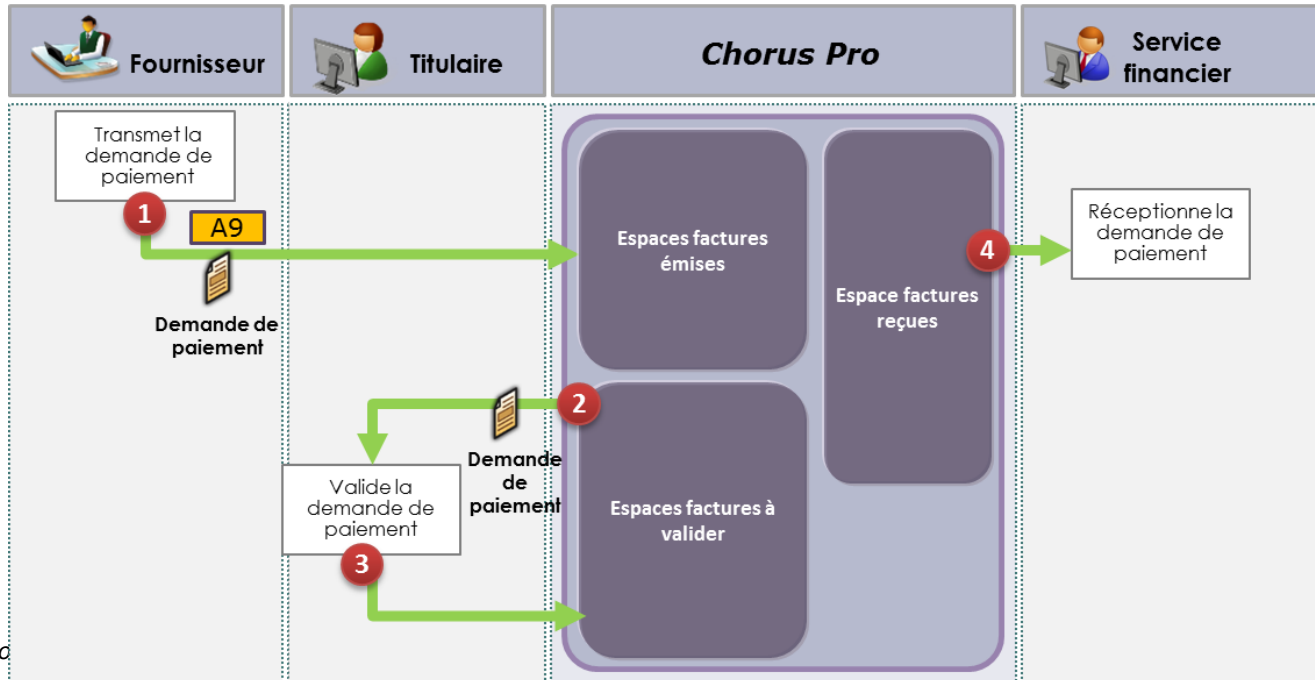 Fournisseur
Titulaire
Chorus Pro
Service
financier
Transmet la
demande de
paiement
1
A9
Demande de
paiement
Espaces factures
émises
Espace factures
reçues
4
Réceptionne la
demande de
paiement
2
Demande
de
paiement
Valide la
demande de
paiement
3
Espaces factures à
valider